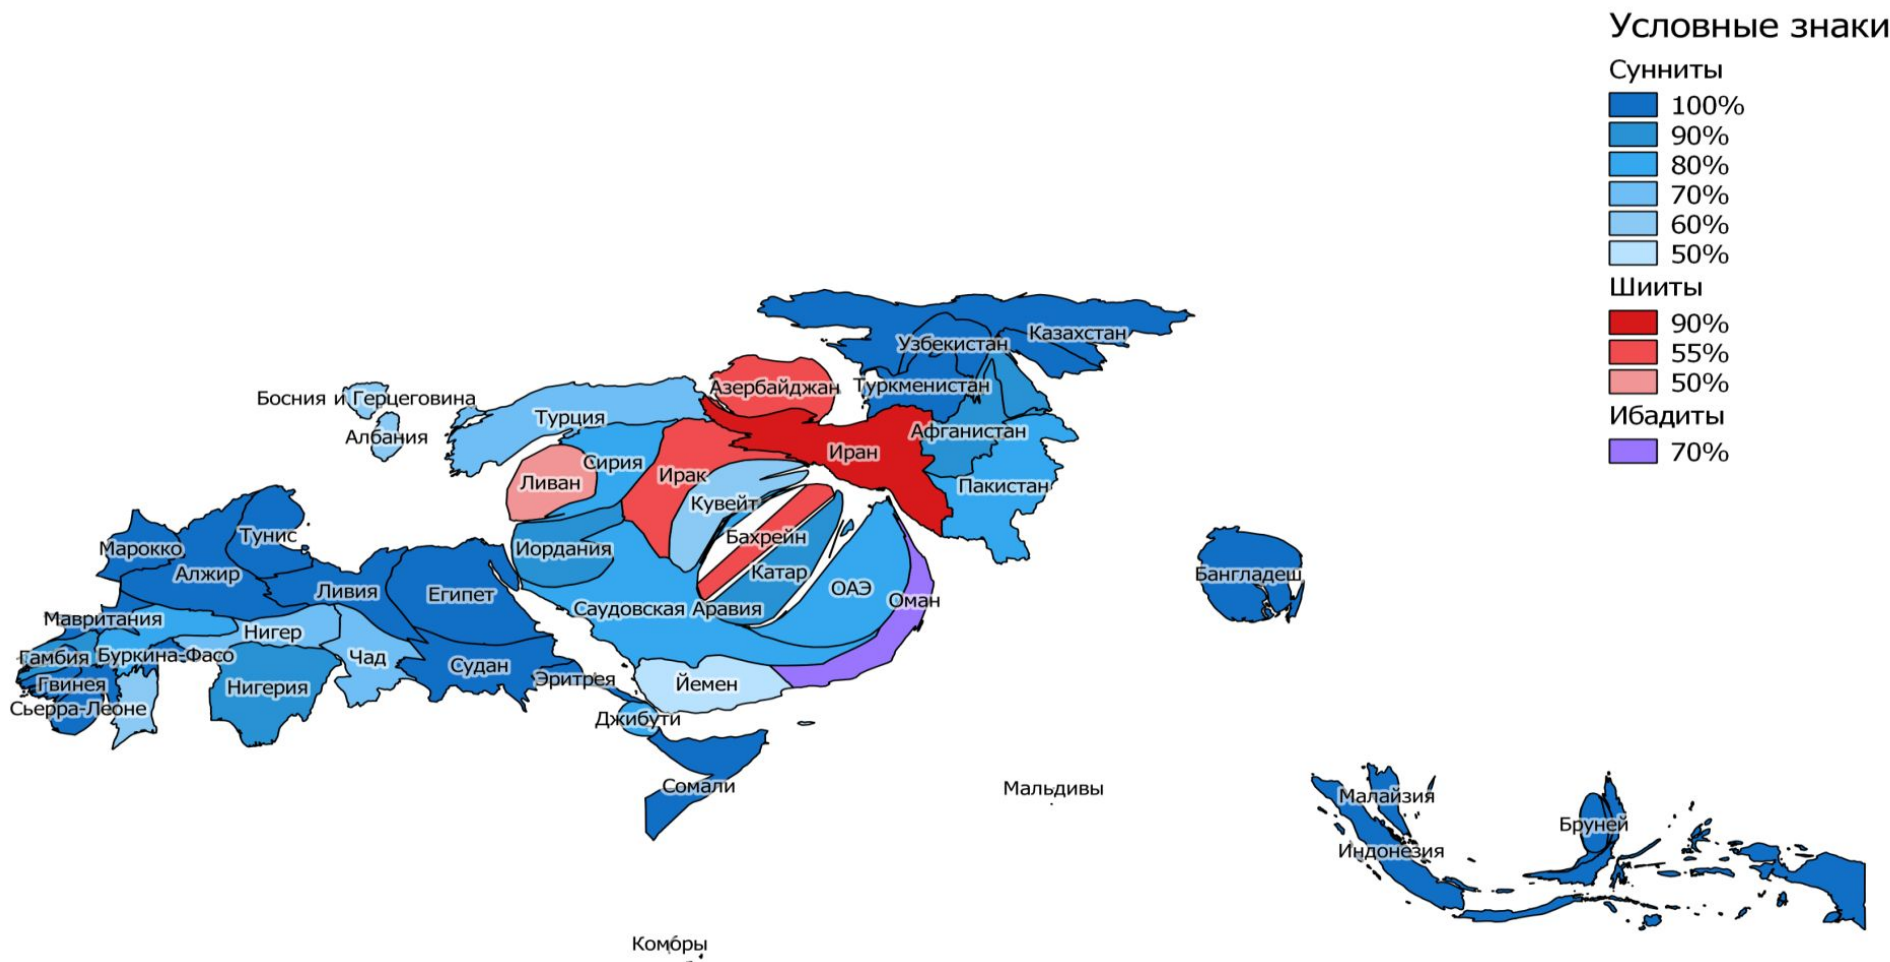 Условные знаки
Сунниты
100%
90%
80%
70%
60%
50%
Шииты
90%
55%
50%
Ибадиты
70%
Казахстан
Узбекистан
Азербайджан
Туркменистан
Босния и Герцеговина
Турция
Албания
Афганистан
Иран
Сирия
Ирак
Ливан
Пакистан
Кувейт
Тунис
Бахрейн
Марокко
Иордания
Алжир
Катар
Бангладеш
ОАЭ
Ливия
Египет
Оман
Саудовская Аравия
Мавритания
Нигер
Гамбия
Буркина-Фасо
Чад
Судан
Эритрея
Гвинея
Нигерия
Йемен
Сьерра-Леоне
Джибути
Сомали
Мальдивы
Малайзия
Бруней
Индонезия
Коморы